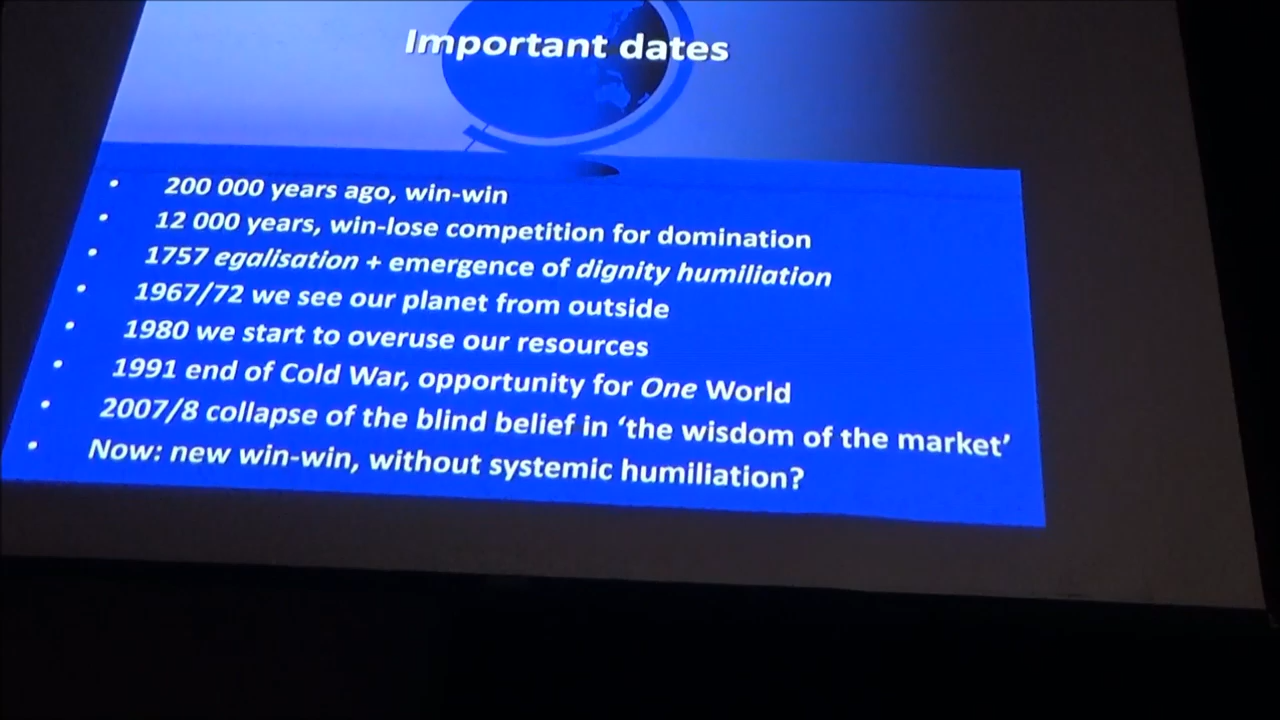 Important dates
• 200 000 years ago, win-win
• 12 000 years, win-lose competition for domination
• 1757 egalisation + emergence of dignity humiliation
• 1967/72 we see our planet from outside
• 1980 we start to overuse our resources
• 1991 end of Cold War, opportunity for One World
• 2007/8 collapse of the blind belief in ‘the wisdom of the market’
• Now: new win-win, without systemic humiliation?